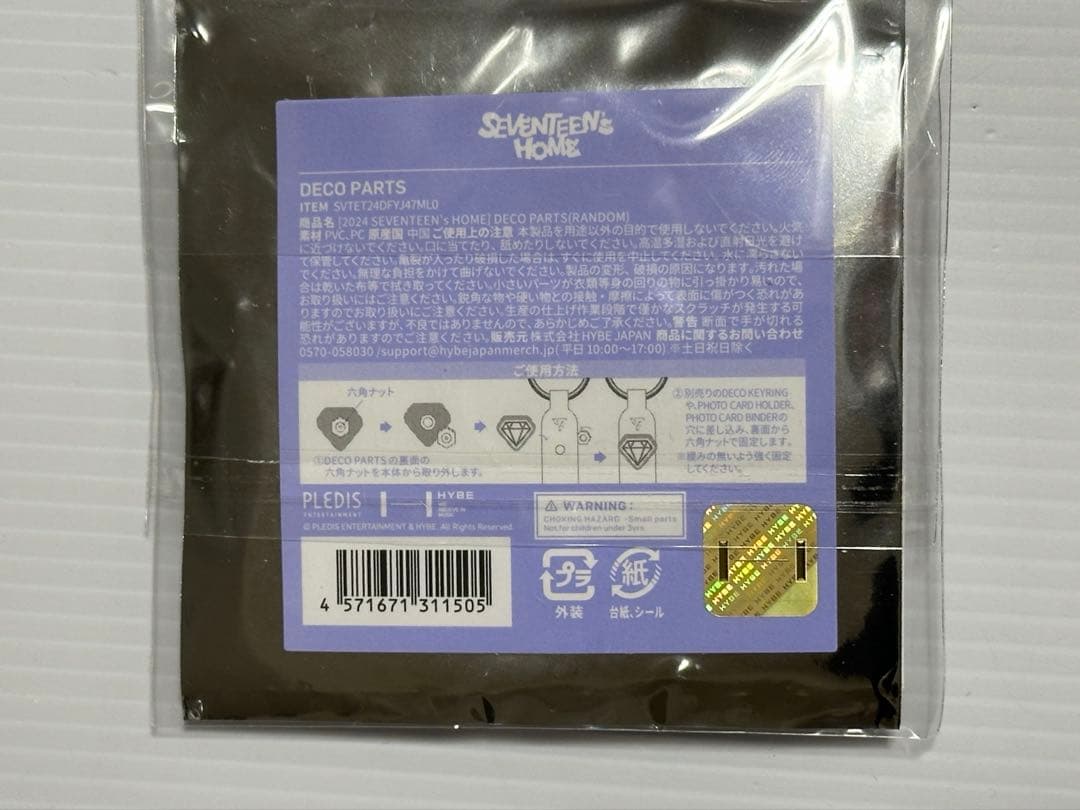 SEVENTEEN's
HOME
DECO PARTS
ITEM SVTET24DFYJ47ML0
商品名 [2024 SEVENTEEN's HOME] DECO PARTS(RANDOM)
素材 PVC.PC 原産国 中国 ご使用上の注意 本製品を用途以外の目的で使用しないでください。火気
に近づけないでください。口に当てたり、舐めたりしないでください。高温多湿および直射日光を避け
て保管してください。亀裂が入ったり破損した場合は、すぐに使用を中止してください。水に濡らさない
でください。無理な負担をかけて曲げないでください。製品の変形、破損の原因になります。汚れた場
合は乾いた布等で拭き取ってください。小さいパーツが衣類等身の回りの物に引っ掛かり易いので、
お取り扱いにはご注意ください。鋭角な物や硬い物との接触・摩擦によって表面に傷がつく恐れがあ
りますのでお取り扱いにご注意ください。生産の仕上げ作業段階で僅かなスクラッチが発生する可
能性がございますが、不良ではありませんので、あらかじめご了承ください。警告 断面で手が切れる
恐れがありますのでご注意ください。販売元 株式会社 HYBE JAPAN 商品に関するお問い合わせ
0570-058030 /support@hybejapanmerch.jp( 平日 10:00～17:00) ※土日祝日除く
ご使用方法
六角ナット
①DECO PARTS の裏面の
六角ナットを本体から取り外します。
②別売りのDECO KEYRING
や、PHOTO CARD HOLDER、
PHOTO CARD BINDERの
穴に差し込み、裏面から
六角ナットで固定します。
※緩みの無いよう強く固定
してください。
PLEDIS
ENTERTAINMENT
HYBE
WE
BELIEVE IN
MUSIC
© PLEDIS ENTERTAINMENT & HYBE. All Rights Reserved.
⚠ WARNING :
CHOKING HAZARD -Small parts
Not for children under 3yrs.
4 571671 311505
プラ
外装
紙
台紙、シール
HYBE HYBE HYBE